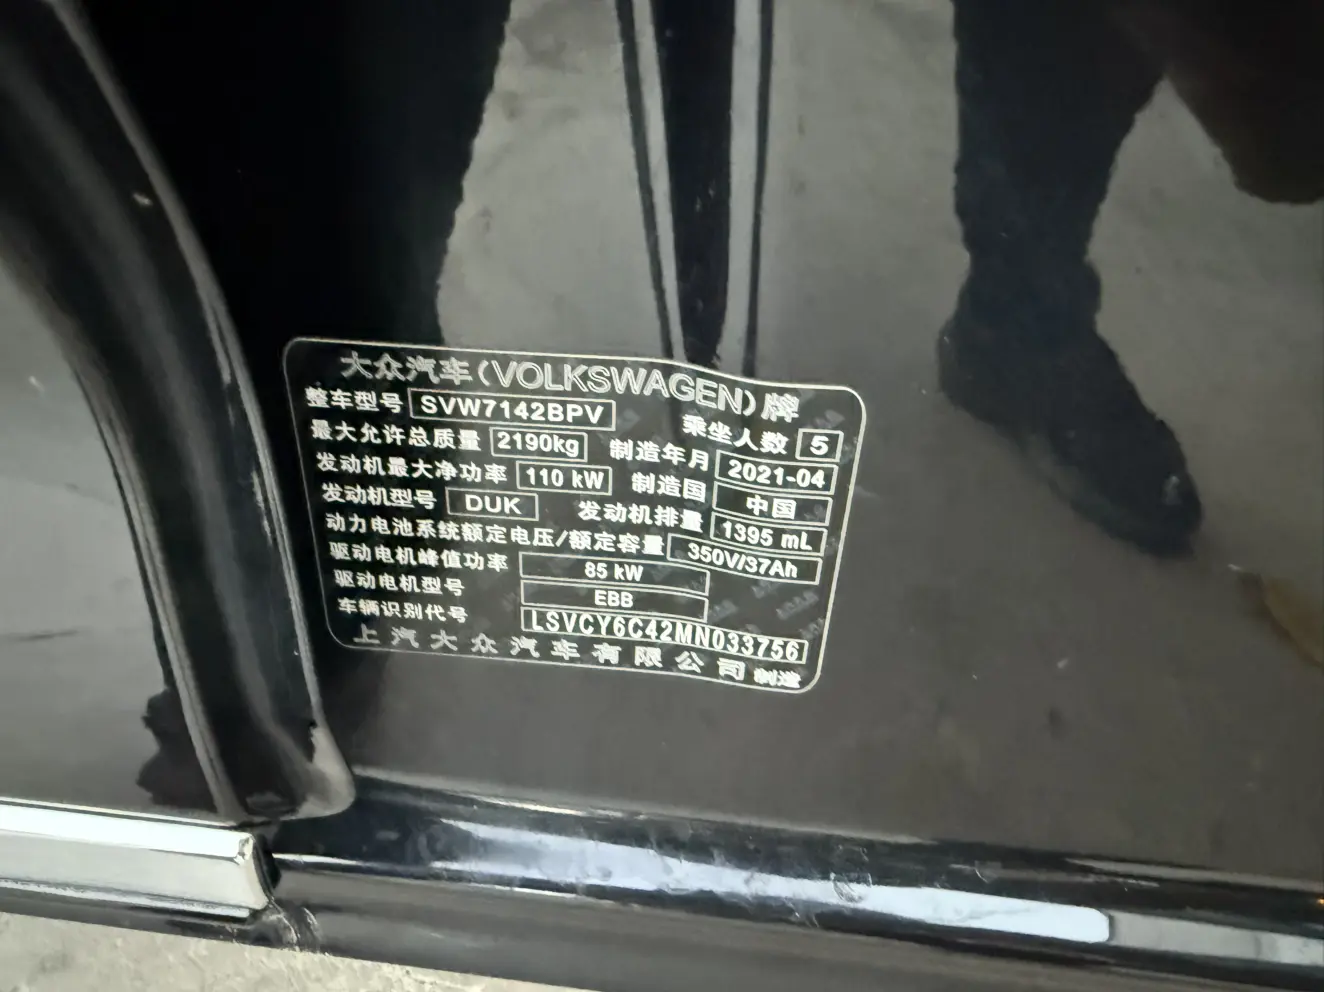 大众汽车(VOLKSWAGEN)牌
整车型号 SVW7142BPV 乘坐人数 5
最大允许总质量 2190kg 制造年月 2021-04
发动机最大净功率 110 kW 制造国 中国
发动机型号 DUK 发动机排量 1395 mL
动力电池系统额定电压/额定容量 350V/37Ah
驱动电机峰值功率 85 kW
驱动电机型号 EBB
车辆识别代号 LSVCY6C42MN033756
上汽大众汽车有限公司 制造